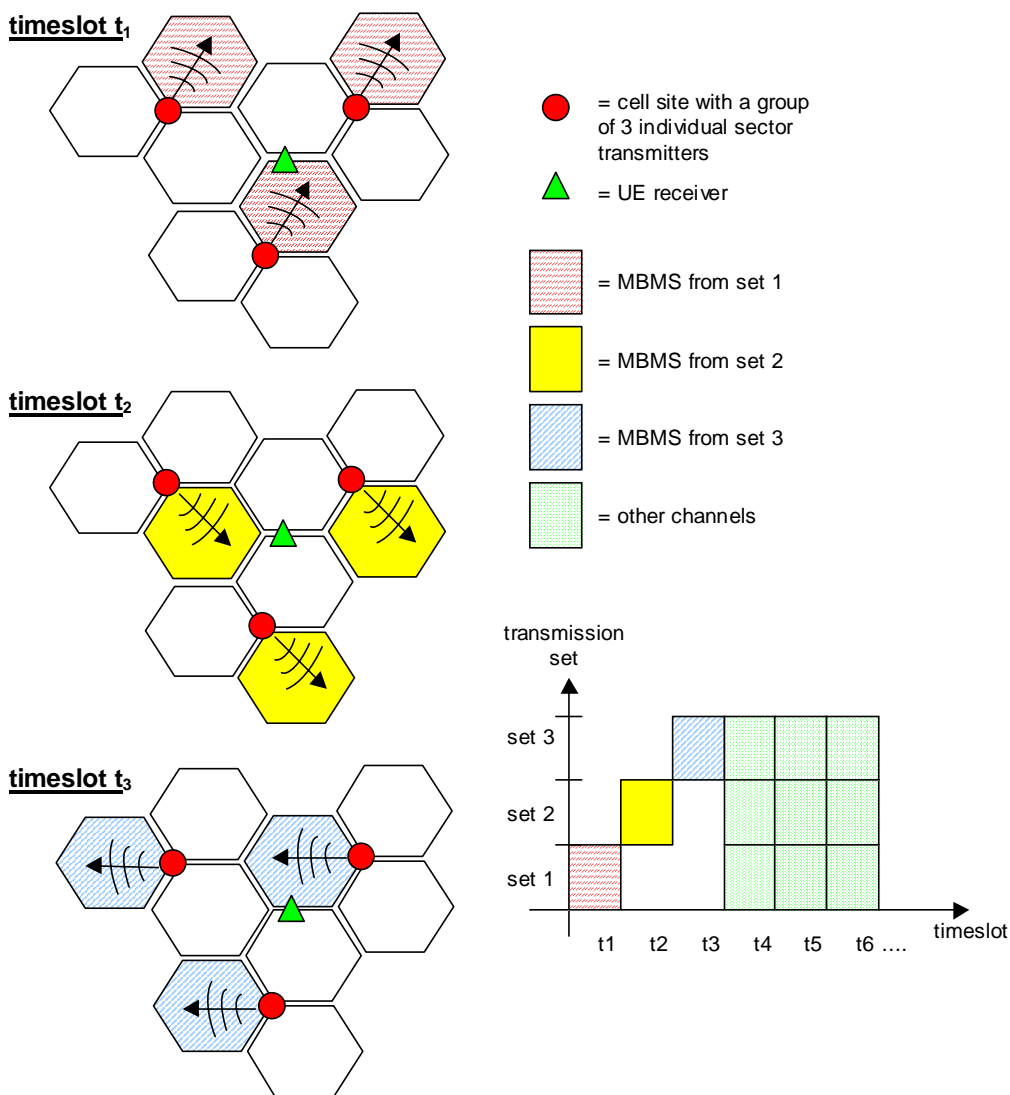 timeslot t1
= cell site with a group
of 3 individual sector
transmitters
= UE receiver
= MBMS from set 1
= MBMS from set 2
= MBMS from set 3
= other channels
timeslot t2
timeslot t3
transmission
set
set 3
set 2
set 1
timeslot
t1 t2 t3 t4 t5 t6 ....